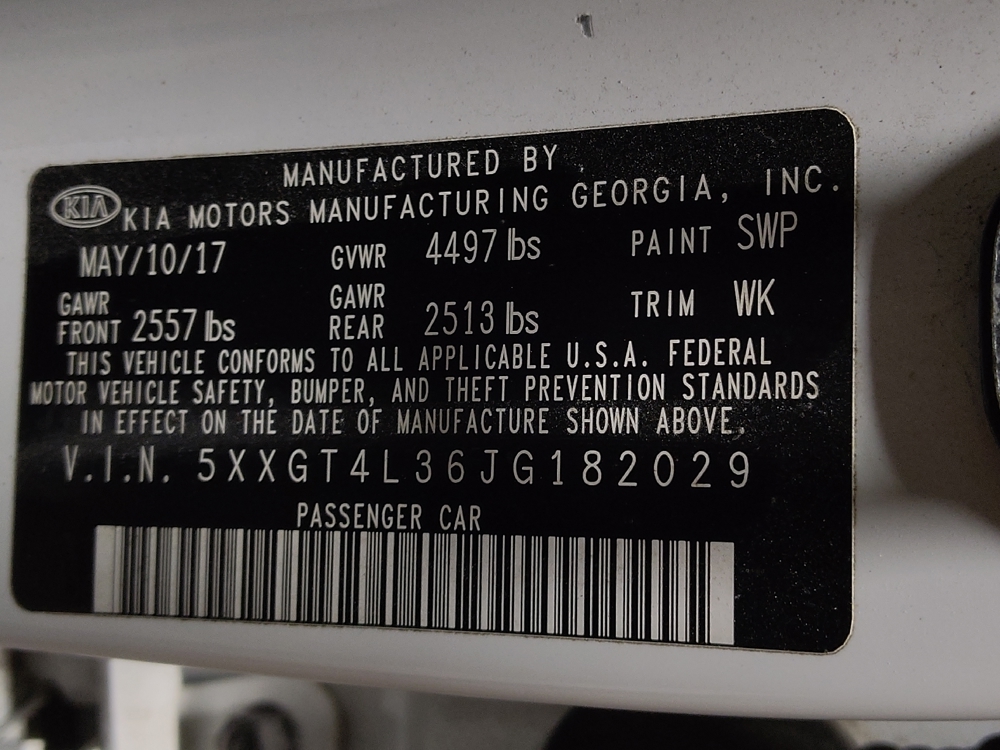 MANUFACTURED BY
KIA KIA MOTORS MANUFACTURING GEORGIA, INC.
MAY/10/17 GVWR 4497 lbs PAINT SWP
GAWR FRONT 2557 lbs GAWR REAR 2513 lbs TRIM WK
THIS VEHICLE CONFORMS TO ALL APPLICABLE U.S.A. FEDERAL
MOTOR VEHICLE SAFETY, BUMPER, AND THEFT PREVENTION STANDARDS
IN EFFECT ON THE DATE OF MANUFACTURE SHOWN ABOVE.
V.I.N. 5XXGT4L36JG182029
PASSENGER CAR